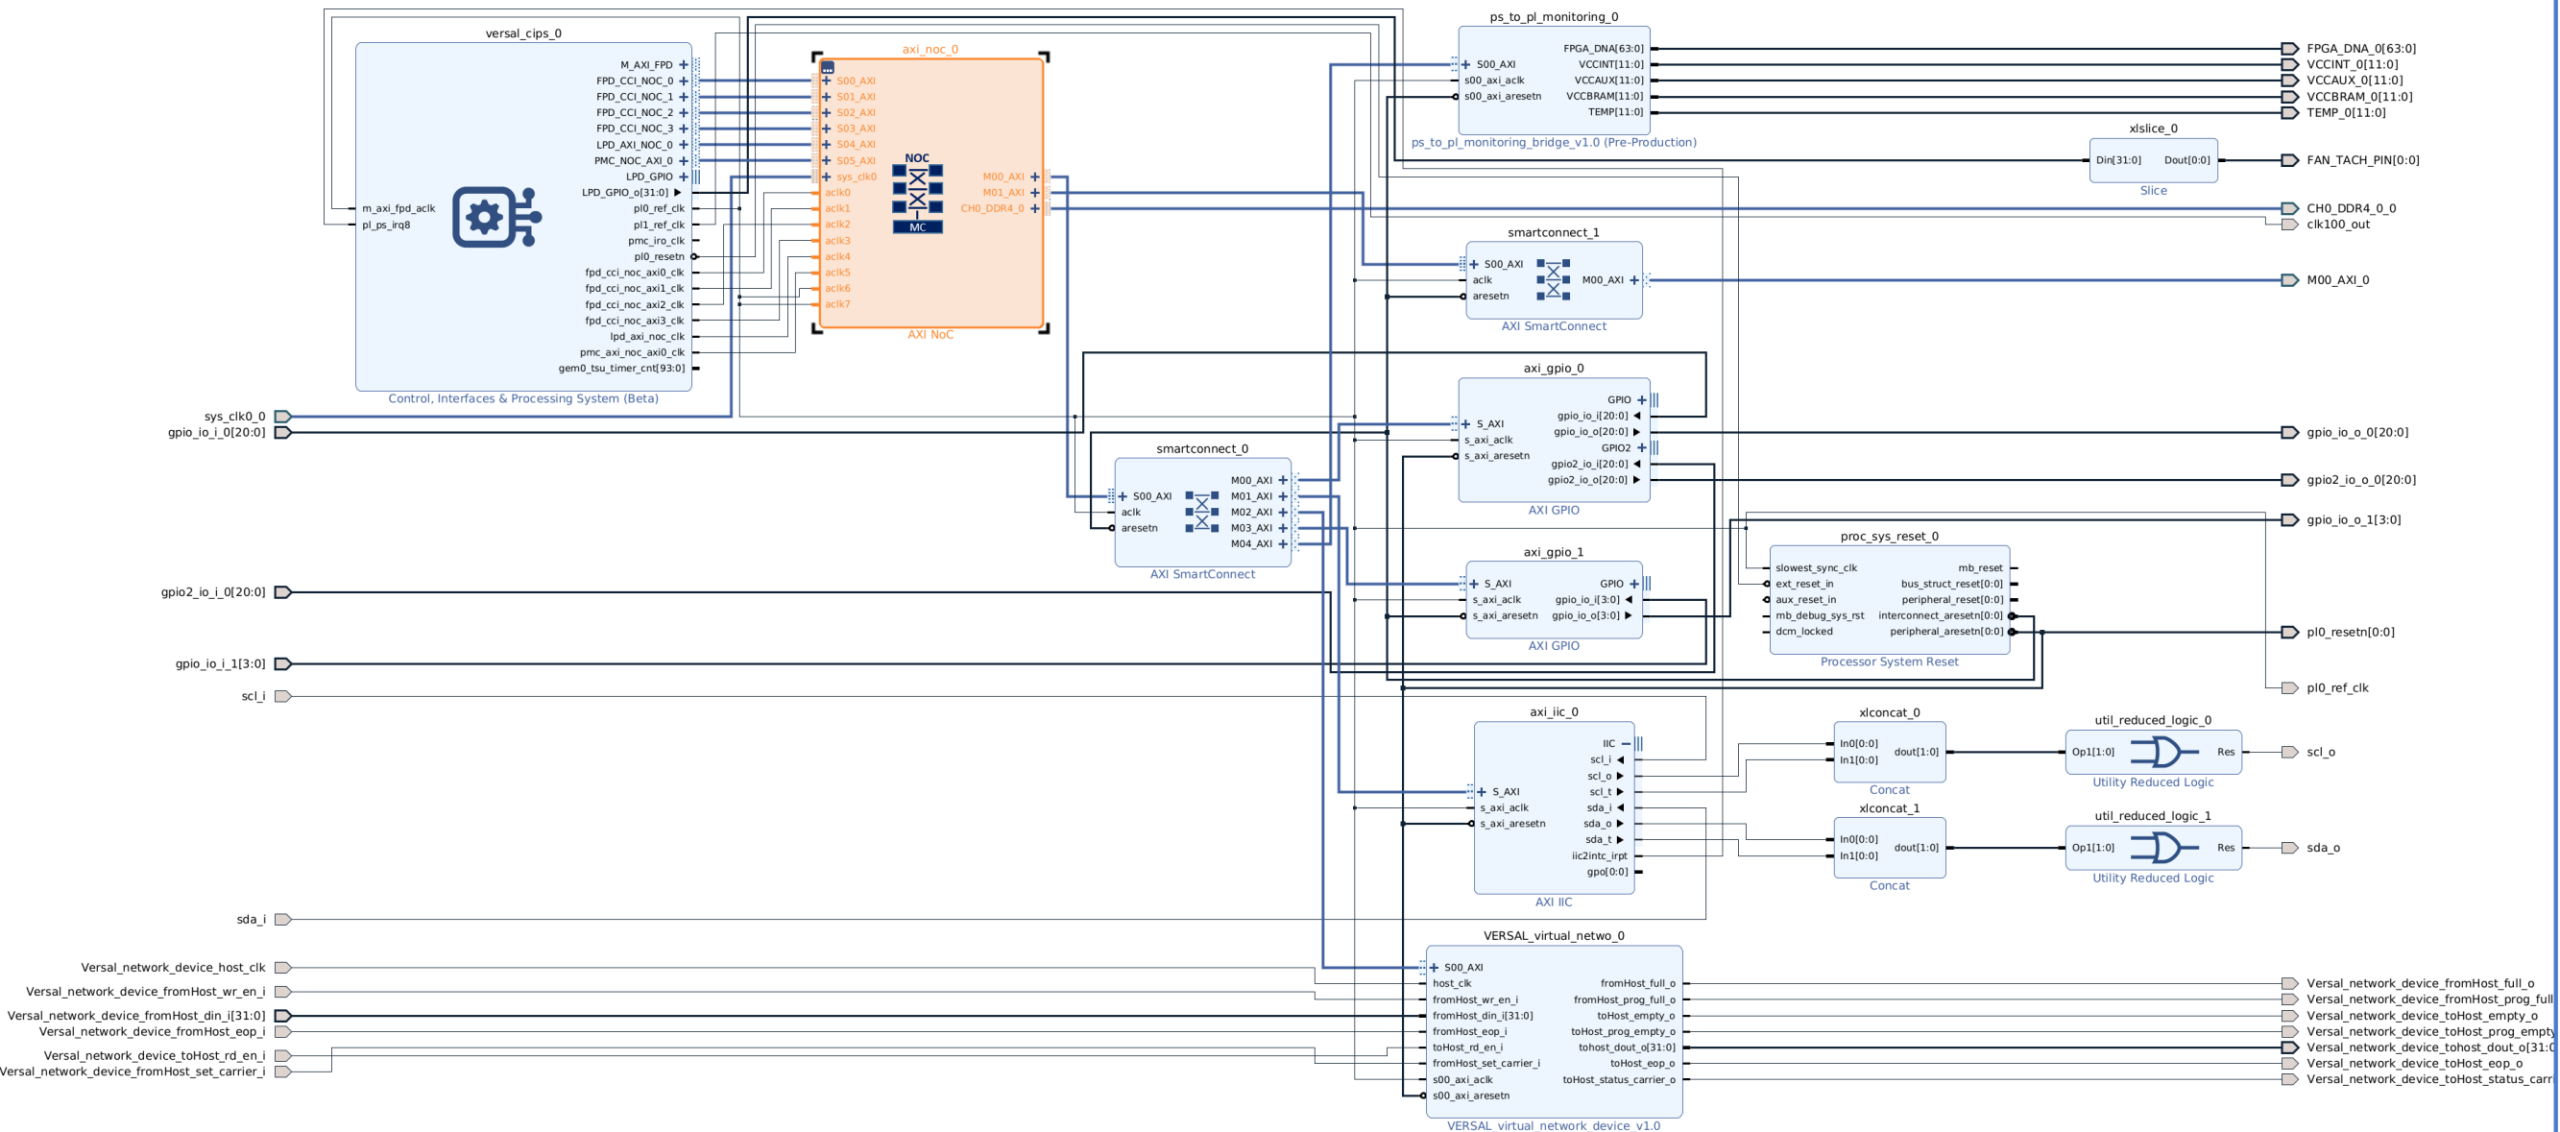 versal_cips_0
M_AXI_FPD
FPD_CCI_NOC_0
FPD_CCI_NOC_1
FPD_CCI_NOC_2
FPD_CCI_NOC_3
LPD_AXI_NOC_0
PMC_NOC_AXI_0
LPD_GPIO
LPD_GPIO_o[31:0]
m_axi_fpd_aclk
pl0_ref_clk
pl_ps_irq8
pl1_ref_clk
pmc_iro_clk
pl0_resetn
fpd_cci_noc_axi0_clk
fpd_cci_noc_axi1_clk
fpd_cci_noc_axi2_clk
fpd_cci_noc_axi3_clk
lpd_axi_noc_clk
pmc_axi_noc_axi0_clk
gem0_tsu_timer_cnt[93:0]
Control, Interfaces & Processing System (Beta)
axi_noc_0
S00_AXI
S01_AXI
S02_AXI
S03_AXI
S04_AXI
S05_AXI
sys_clk0
aclk0
aclk1
aclk2
aclk3
aclk4
aclk5
aclk6
aclk7
NOC
MC
M00_AXI
M01_AXI
CH0_DDR4_0
AXI NoC
ps_to_pl_monitoring_0
S00_AXI
s00_axi_aclk
s00_axi_aresetn
FPGA_DNA[63:0]
VCCINT[11:0]
VCCAUX[11:0]
VCCBRAM[11:0]
TEMP[11:0]
ps_to_pl_monitoring_bridge_v1.0 (Pre-Production)
FPGA_DNA_0[63:0]
VCCINT_0[11:0]
VCCAUX_0[11:0]
VCCBRAM_0[11:0]
TEMP_0[11:0]
xlslice_0
Din[31:0]
Dout[0:0]
Slice
FAN_TACH_PIN[0:0]
CH0_DDR4_0_0
clk100_out
smartconnect_1
S00_AXI
aclk
aresetn
M00_AXI
AXI SmartConnect
M00_AXI_0
sys_clk0_0
gpio_io_i_0[20:0]
axi_gpio_0
S_AXI
s_axi_aclk
s_axi_aresetn
GPIO
gpio_io_i[20:0]
gpio_io_o[20:0]
GPIO2
gpio2_io_i[20:0]
gpio2_io_o[20:0]
AXI GPIO
gpio_io_o_0[20:0]
gpio2_io_o_0[20:0]
gpio_io_o_1[3:0]
smartconnect_0
S00_AXI
aclk
aresetn
M00_AXI
M01_AXI
M02_AXI
M03_AXI
M04_AXI
AXI SmartConnect
gpio2_io_i_0[20:0]
axi_gpio_1
S_AXI
s_axi_aclk
s_axi_aresetn
GPIO
gpio_io_i[3:0]
gpio_io_o[3:0]
AXI GPIO
proc_sys_reset_0
slowest_sync_clk
ext_reset_in
aux_reset_in
mb_debug_sys_rst
dcm_locked
mb_reset
bus_struct_reset[0:0]
peripheral_reset[0:0]
interconnect_aresetn[0:0]
peripheral_aresetn[0:0]
Processor System Reset
pl0_resetn[0:0]
pl0_ref_clk
gpio_io_i_1[3:0]
scl_i
axi_iic_0
S_AXI
s_axi_aclk
s_axi_aresetn
IIC
scl_i
scl_o
scl_t
sda_i
sda_o
sda_t
iic2intc_irpt
gpo[0:0]
AXI IIC
xlconcat_0
In0[0:0]
In1[0:0]
dout[1:0]
Concat
util_reduced_logic_0
Op1[1:0]
Res
Utility Reduced Logic
scl_o
xlconcat_1
In0[0:0]
In1[0:0]
dout[1:0]
Concat
util_reduced_logic_1
Op1[1:0]
Res
Utility Reduced Logic
sda_o
sda_i
Versal_network_device_host_clk
Versal_network_device_fromHost_wr_en_i
Versal_network_device_fromHost_din_i[31:0]
Versal_network_device_fromHost_eop_i
Versal_network_device_toHost_rd_en_i
Versal_network_device_fromHost_set_carrier_i
VERSAL_virtual_netwo_0
S00_AXI
host_clk
fromHost_wr_en_i
fromHost_din_i[31:0]
fromHost_eop_i
toHost_rd_en_i
fromHost_set_carrier_i
s00_axi_aclk
s00_axi_aresetn
fromHost_full_o
fromHost_prog_full_o
toHost_empty_o
toHost_prog_empty_o
tohost_dout_o[31:0]
toHost_eop_o
toHost_status_carrier_o
VERSAL_virtual_network_device_v1.0
Versal_network_device_fromHost_full_o
Versal_network_device_fromHost_prog_full
Versal_network_device_toHost_empty_o
Versal_network_device_toHost_prog_empty
Versal_network_device_tohost_dout_o[31:0
Versal_network_device_toHost_eop_o
Versal_network_device_toHost_status_carr